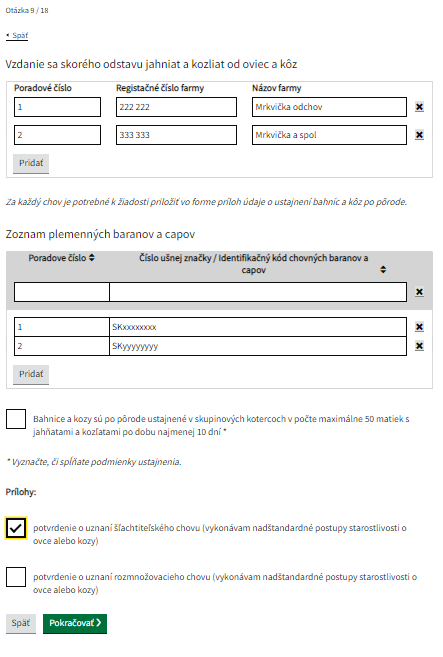 Otázka 9 / 18
Späť
Vzdanie sa skorého odstavu jahniat a kozliat od oviec a kôz
Poradové číslo Registačné číslo farmy Názov farmy
1 222 222 Mrkvička odchov
2 333 333 Mrkvička a spol
Pridať
Za každý chov je potrebné k žiadosti priložiť vo forme príloh údaje o ustajnení bahníc a kôz po pôrode.
Zoznam plemenných baranov a capov
Poradove číslo Číslo ušnej značky / Identifikačný kód chovných baranov a
capov
1 SKxxxxxxxx
2 SKyyyyyyyy
Pridať
Bahnice a kozy sú po pôrode ustajnené v skupinových kotercoch v počte maximálne 50 matiek s
jahňatami a kozľatami po dobu najmenej 10 dní *
* Vyznačte, či spĺňate podmienky ustajnenia.
Prílohy:
potvrdenie o uznaní šľachtiteľského chovu (vykonávam nadštandardné postupy starostlivosti o
ovce alebo kozy)
potvrdenie o uznaní rozmnožovacieho chovu (vykonávam nadštandardné postupy starostlivosti o
ovce alebo kozy)
Späť Pokračovať